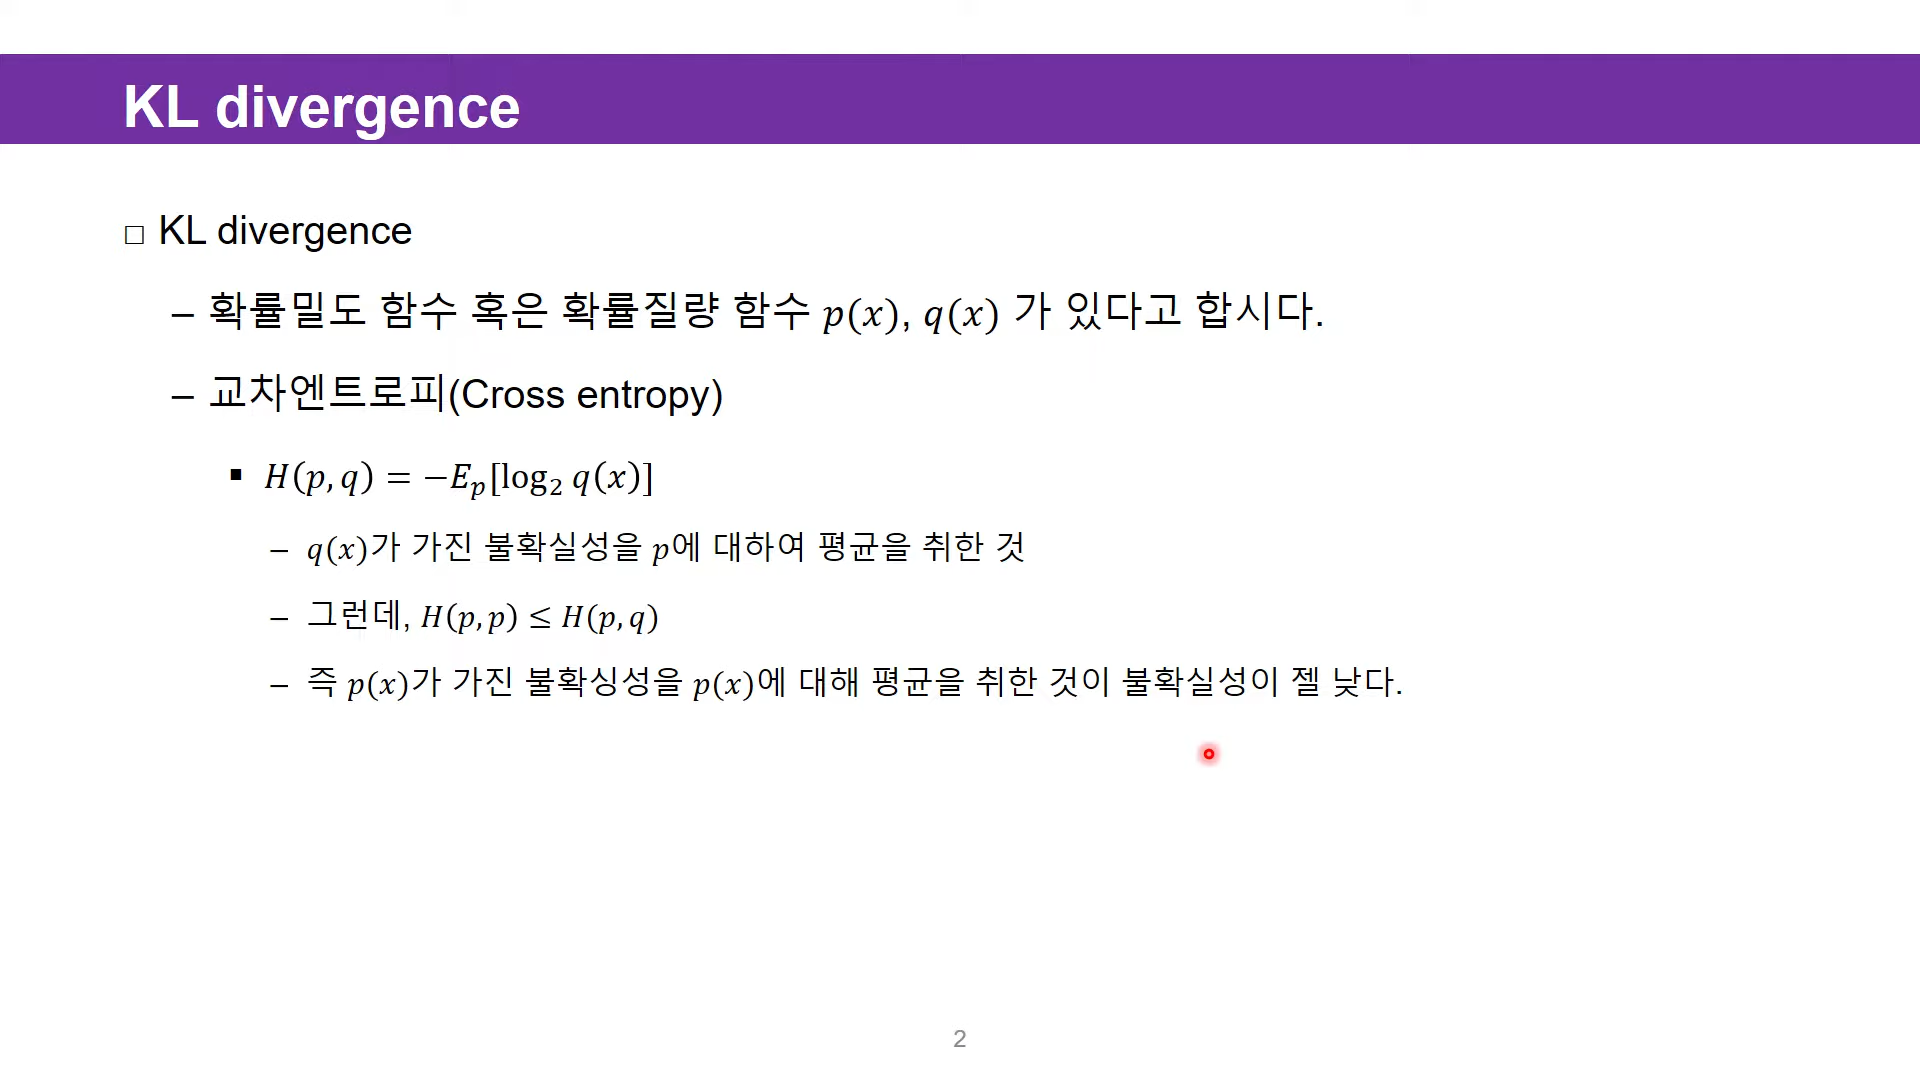 KL divergence
□ KL divergence
– 확률밀도 함수 혹은 확률질량 함수 p(x), q(x) 가 있다고 합시다.
– 교차엔트로피(Cross entropy)
▪ H(p, q) = −E_p[log₂ q(x)]
– q(x)가 가진 불확실성을 p에 대하여 평균을 취한 것
– 그런데, H(p, p) ≤ H(p, q)
– 즉 p(x)가 가진 불확싱성을 p(x)에 대해 평균을 취한 것이 불확실성이 젤 낮다.
2